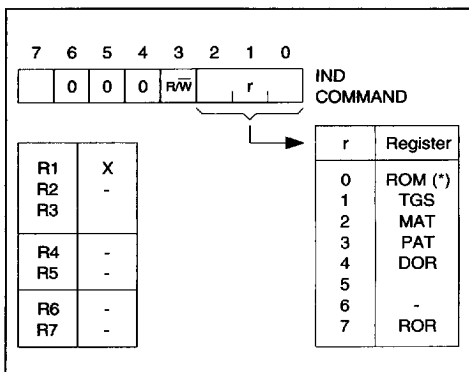 7 6 5 4 3 2 1 0
0 0 0 R/W̅ r
IND
COMMAND
R1 X
R2 -
R3
R4 -
R5 -
R6 -
R7 -
r Register
0 ROM (*)
1 TGS
2 MAT
3 PAT
4 DOR
5
6 -
7 ROR